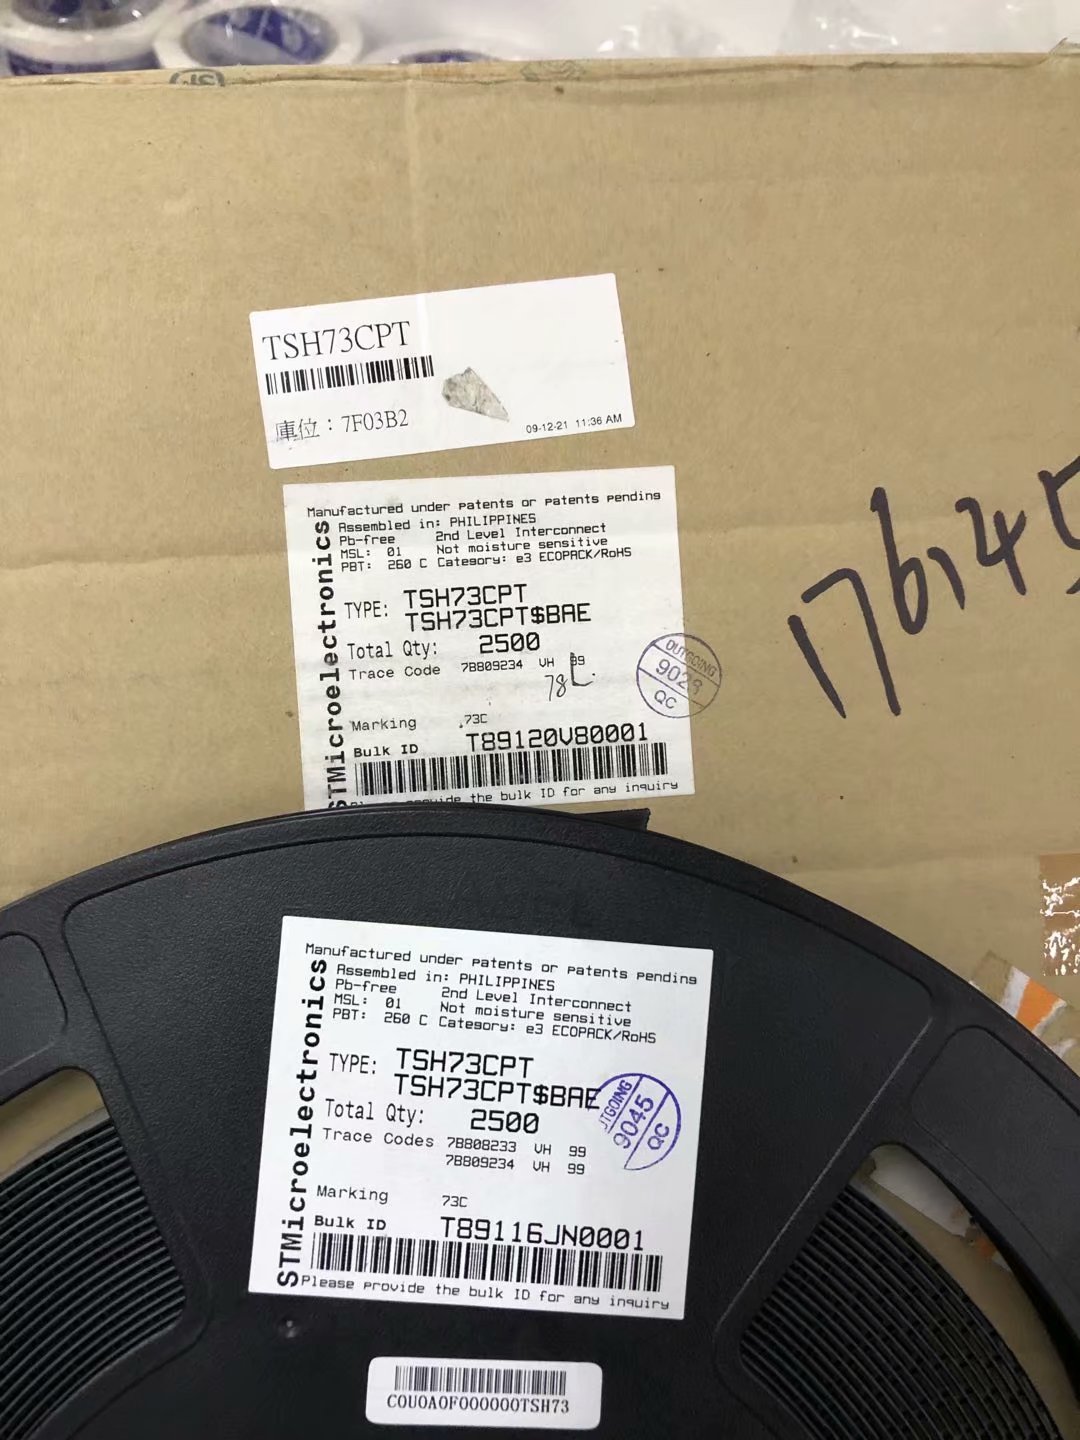 TSH73CPT
庫位：7F03B2
09-12-21 11:36 AM
Manufactured under patents or patents pending
Assembled in: PHILIPPINES
Pb-free 2nd Level Interconnect
MSL: 01 Not moisture sensitive
PBT: 260 C Category: e3 ECOPACK/RoHS
TYPE: TSH73CPT
TSH73CPT$BAE
Total Qty: 2500
Trace Code 7B809234 VH 99
78L.
Marking .73C
Bulk ID T89120V80001
provide the bulk ID for any inquiry
STMicroelectronics
OUTGOING
9028
QC
176,45
Manufactured under patents or patents pending
Assembled in: PHILIPPINES
Pb-free 2nd Level Interconnect
MSL: 01 Not moisture sensitive
PBT: 260 C Category: e3 ECOPACK/RoHS
TYPE: TSH73CPT
TSH73CPT$BAE
Total Qty: 2500
Trace Codes 7B808233 VH 99
7B809234 VH 99
Marking 73C
Bulk ID T89116JN0001
Please provide the bulk ID for any inquiry
STMicroelectronics
UTGOING
9045
QC
C0U0A0F000000TSH73